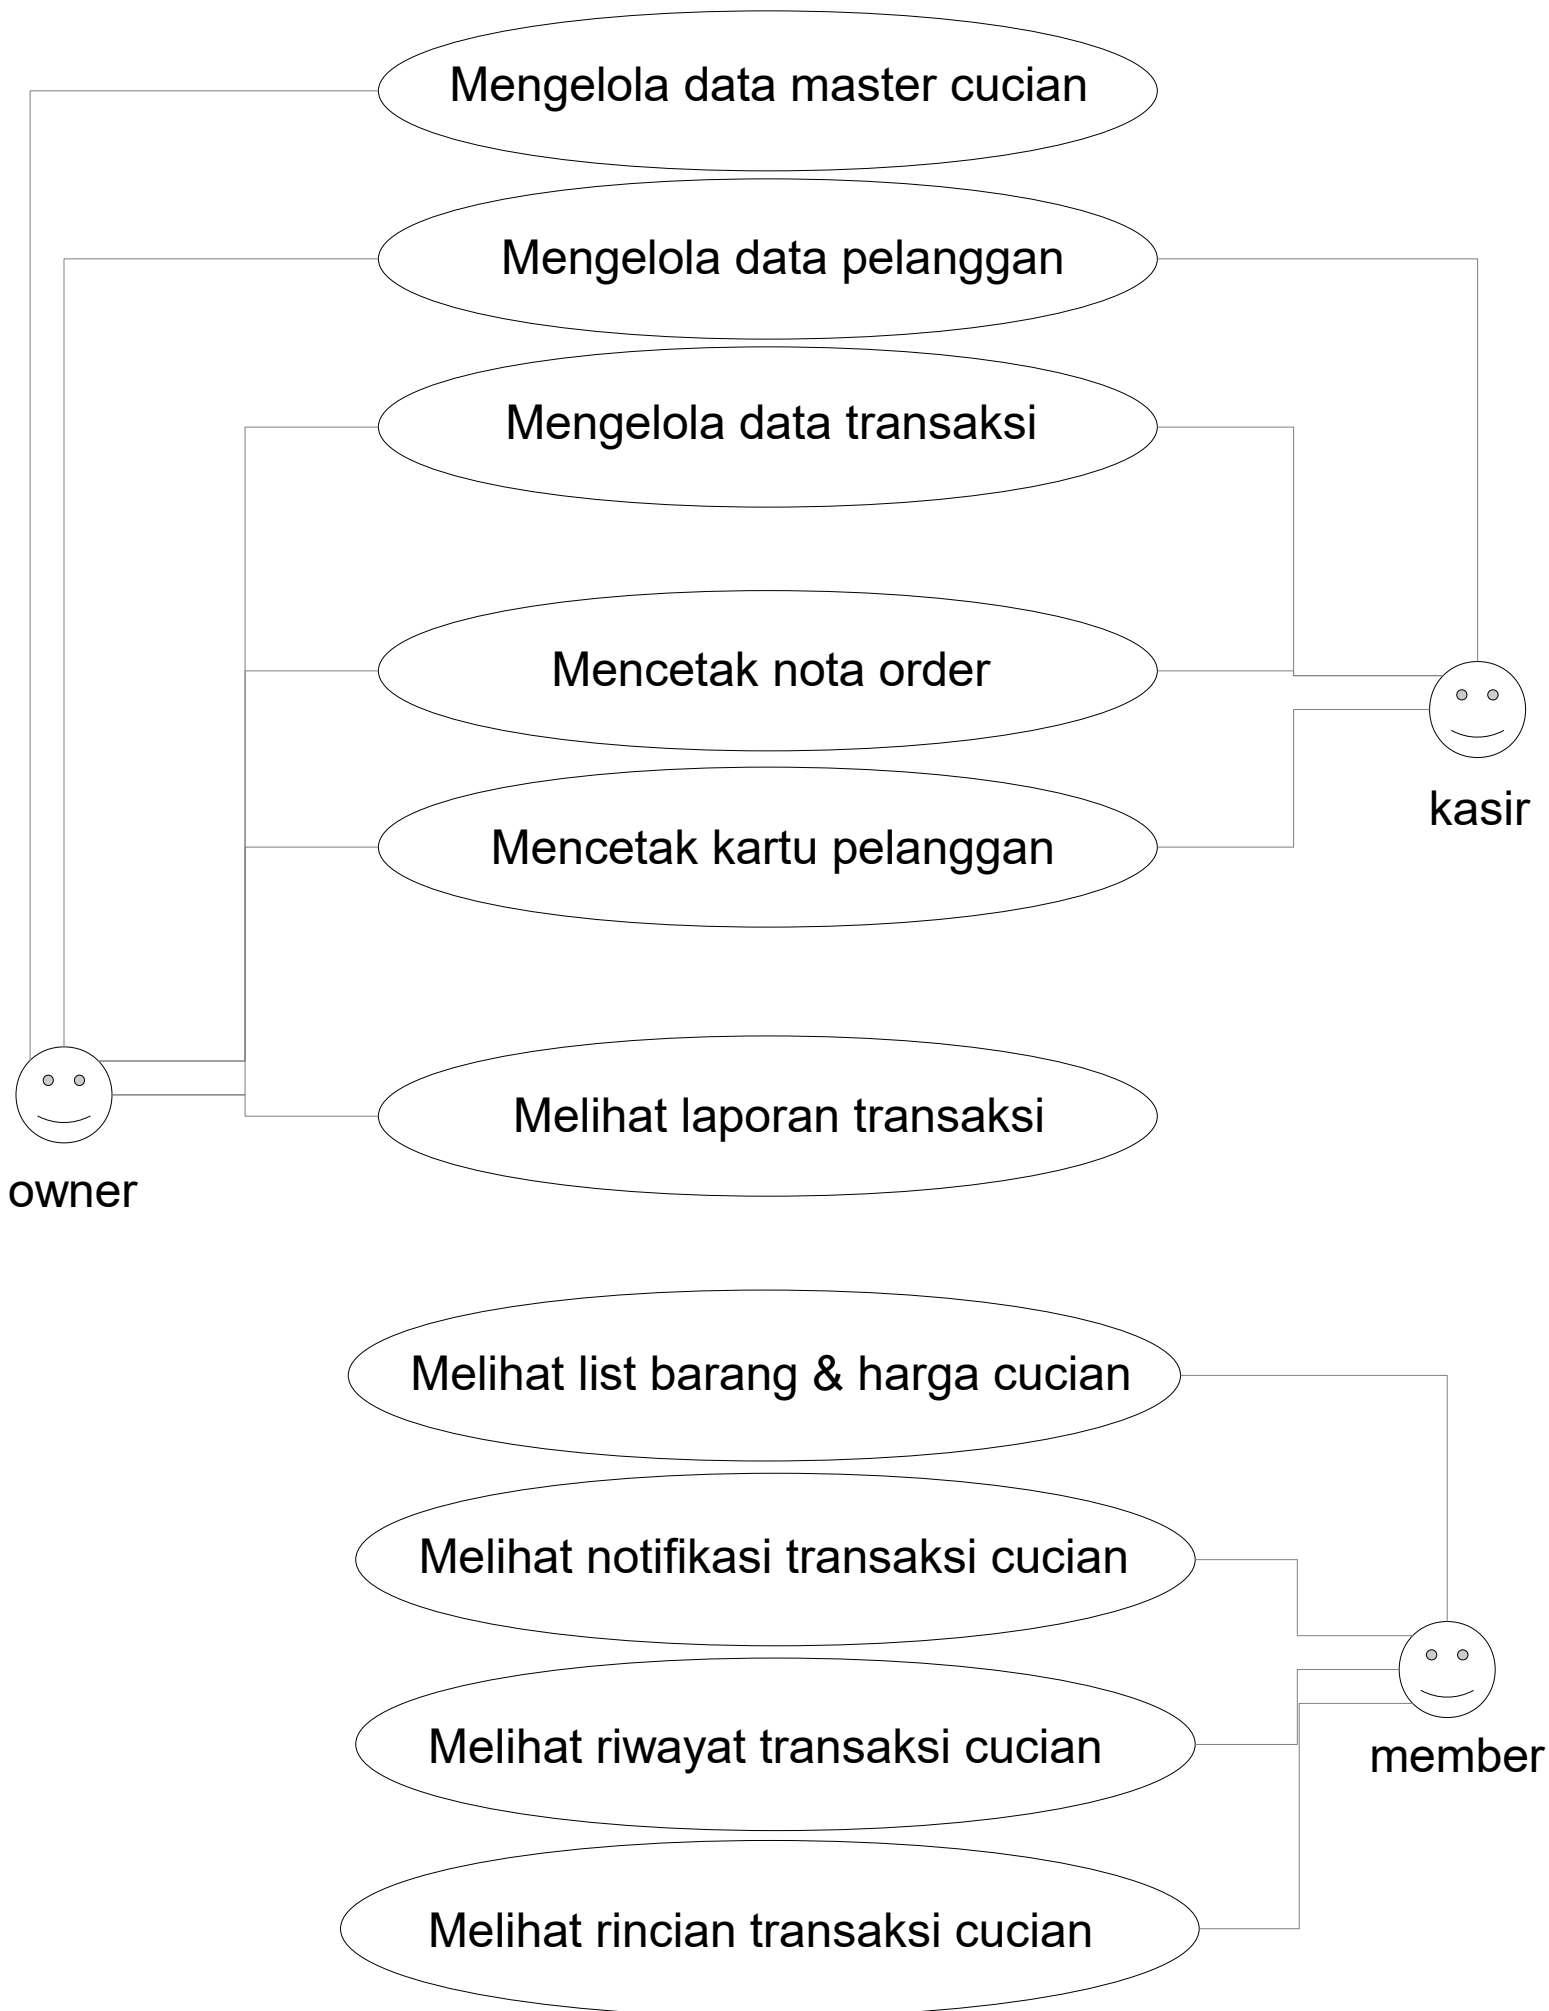 Mengelola data master cucian
Mengelola data pelanggan
Mengelola data transaksi
Mencetak nota order
kasir
Mencetak kartu pelanggan
Melihat laporan transaksi
owner
Melihat list barang & harga cucian
Melihat notifikasi transaksi cucian
Melihat riwayat transaksi cucian
member
Melihat rincian transaksi cucian